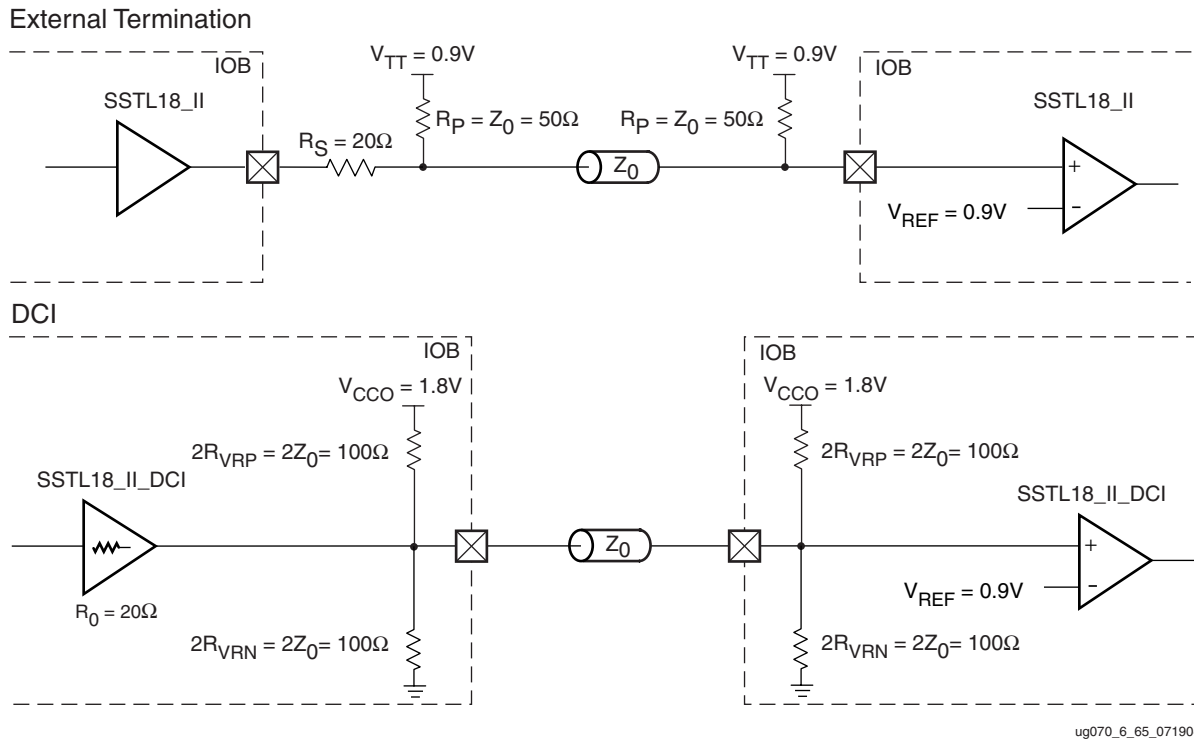 External Termination
IOB
SSTL18_II
V_TT = 0.9V
R_P = Z_0 = 50Ω
R_S = 20Ω
Z_0
V_TT = 0.9V
R_P = Z_0 = 50Ω
IOB
SSTL18_II
+
–
V_REF = 0.9V
DCI
IOB
V_CCO = 1.8V
2R_VRP = 2Z_0= 100Ω
SSTL18_II_DCI
R_0 = 20Ω
2R_VRN = 2Z_0= 100Ω
Z_0
IOB
V_CCO = 1.8V
2R_VRP = 2Z_0= 100Ω
SSTL18_II_DCI
+
–
V_REF = 0.9V
2R_VRN = 2Z_0= 100Ω
ug070_6_65_07190